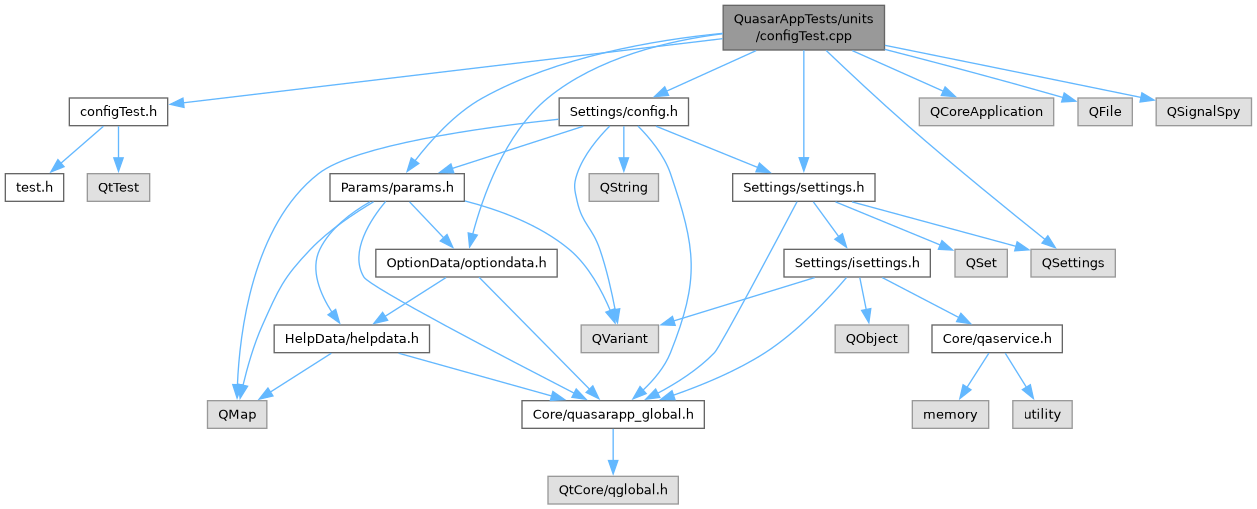 QuasarAppTests/units
/configTest.cpp
configTest.h
Settings/config.h
QCoreApplication
QFile
QSignalSpy
test.h
QtTest
Params/params.h
QString
Settings/settings.h
OptionData/optiondata.h
Settings/isettings.h
QSet
QSettings
HelpData/helpdata.h
QVariant
QObject
Core/qaservice.h
QMap
Core/quasarapp_global.h
memory
utility
QtCore/qglobal.h